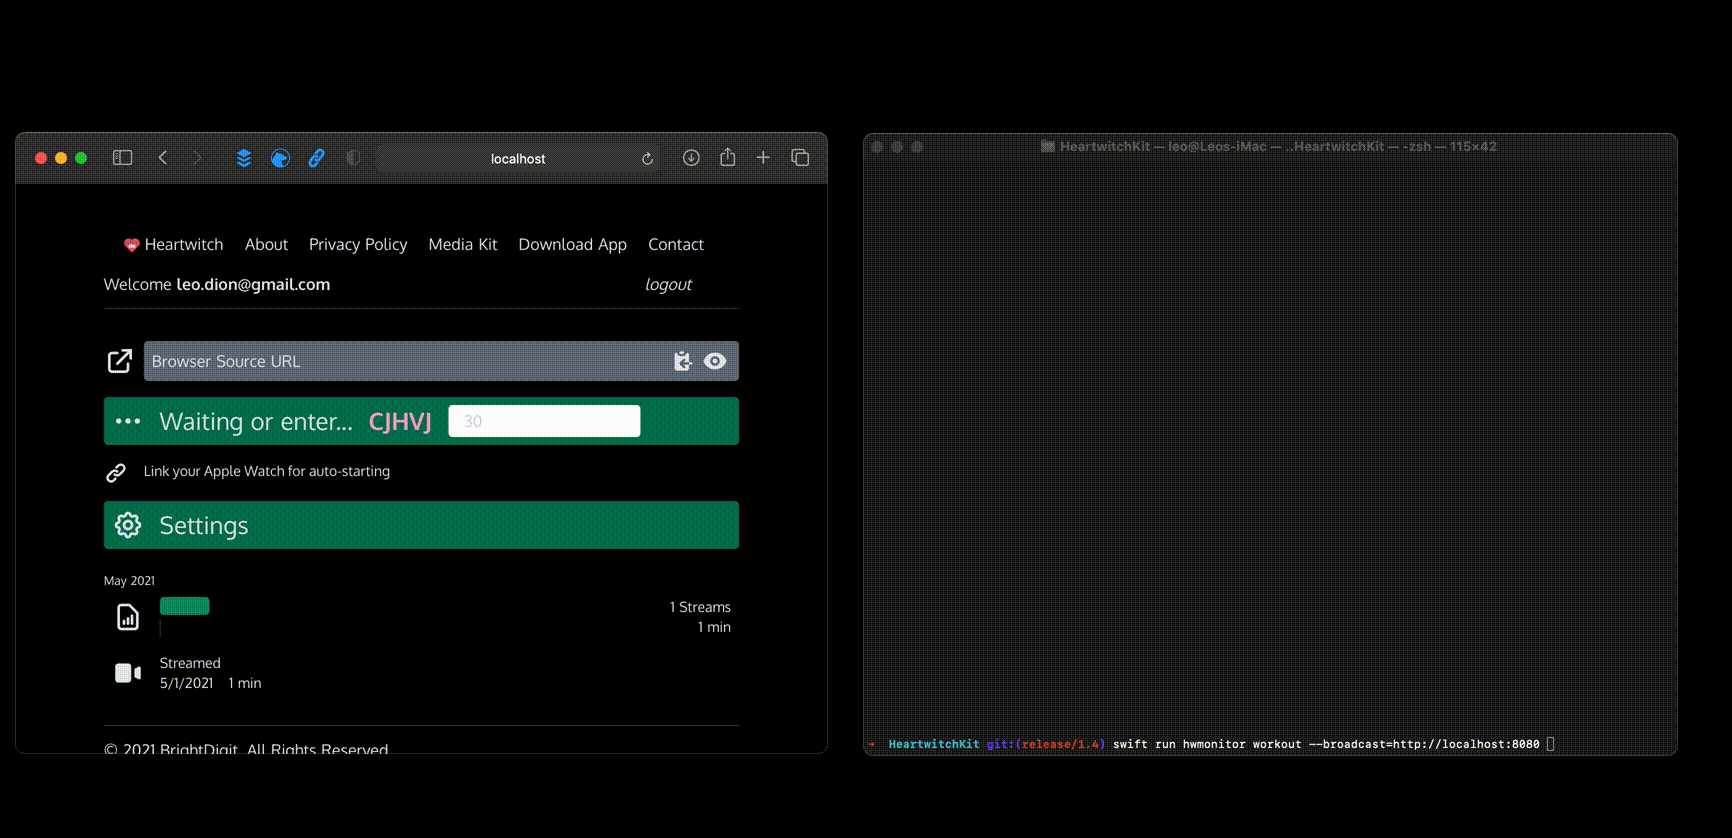 localhost
Heartwitch About Privacy Policy Media Kit Download App Contact
Welcome leo.dion@gmail.com logout
Browser Source URL
Waiting or enter... CJHVJ 30
Link your Apple Watch for auto-starting
Settings
May 2021
1 Streams
1 min
Streamed
5/1/2021 1 min
© 2021 BrightDigit. All Rights Reserved
HeartwitchKit — leo@Leos-iMac — ..HeartwitchKit — -zsh — 115×42
→ HeartwitchKit git:(release/1.4) swift run hwmonitor workout --broadcast=http://localhost:8080